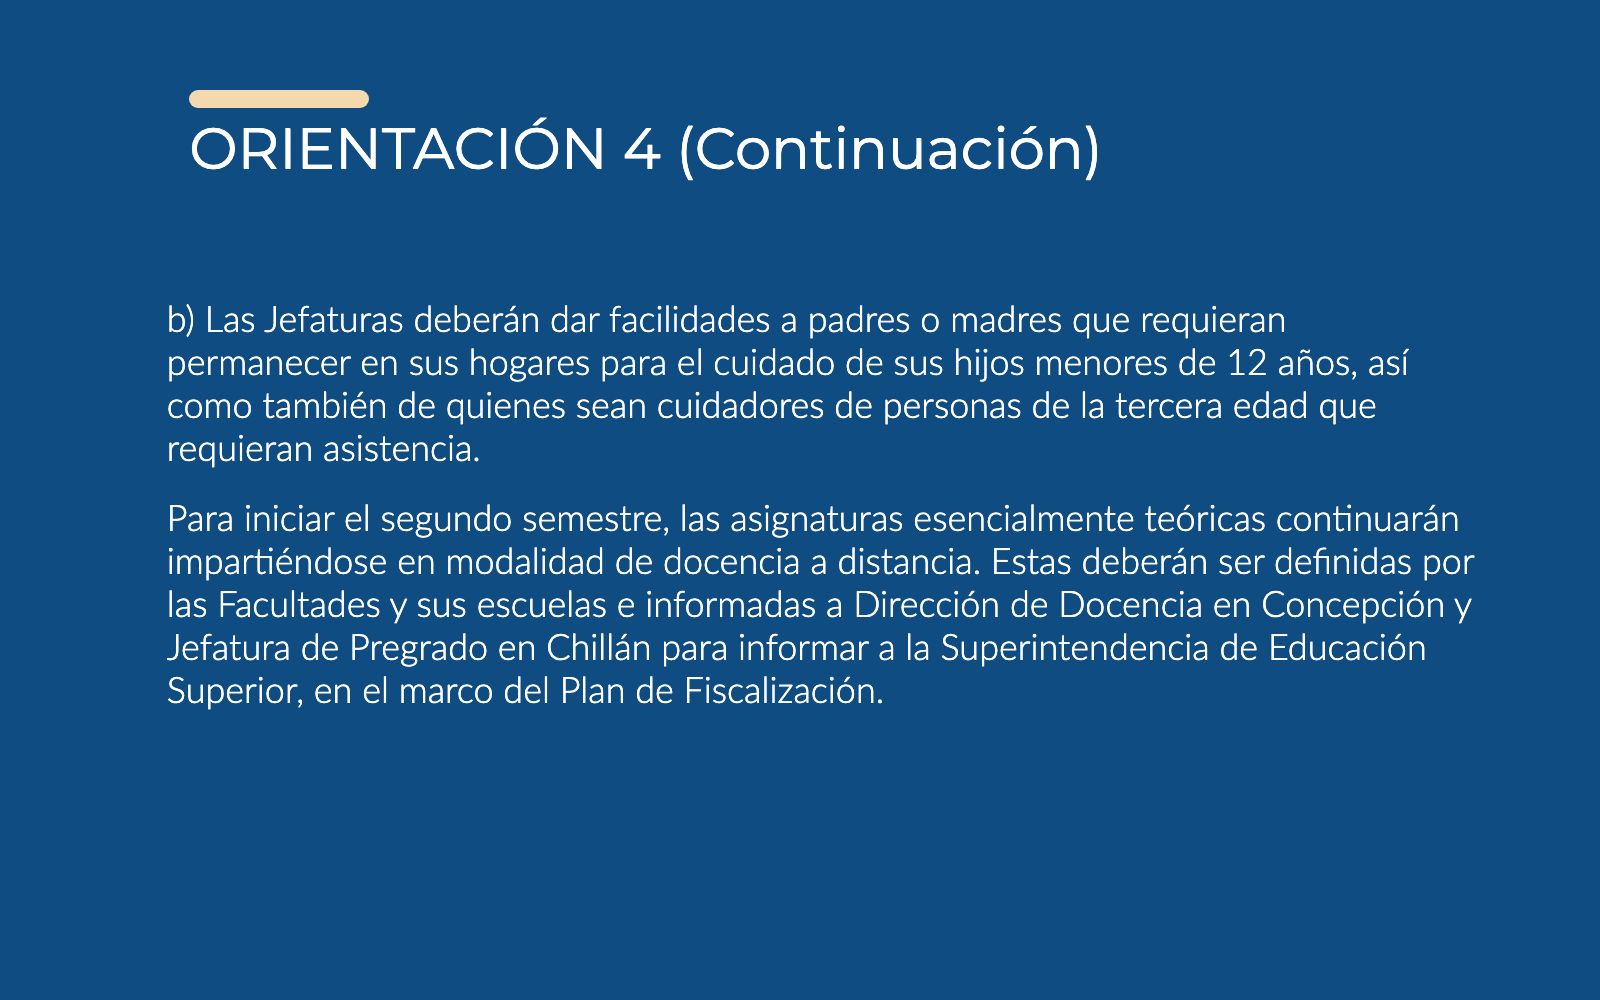 ORIENTACIÓN 4 (Continuación)
b) Las Jefaturas deberán dar facilidades a padres o madres que requieran
permanecer en sus hogares para el cuidado de sus hijos menores de 12 años, así
como también de quienes sean cuidadores de personas de la tercera edad que
requieran asistencia.
Para iniciar el segundo semestre, las asignaturas esencialmente teóricas continuarán
impartiéndose en modalidad de docencia a distancia. Estas deberán ser definidas por
las Facultades y sus escuelas e informadas a Dirección de Docencia en Concepción y
Jefatura de Pregrado en Chillán para informar a la Superintendencia de Educación
Superior, en el marco del Plan de Fiscalización.